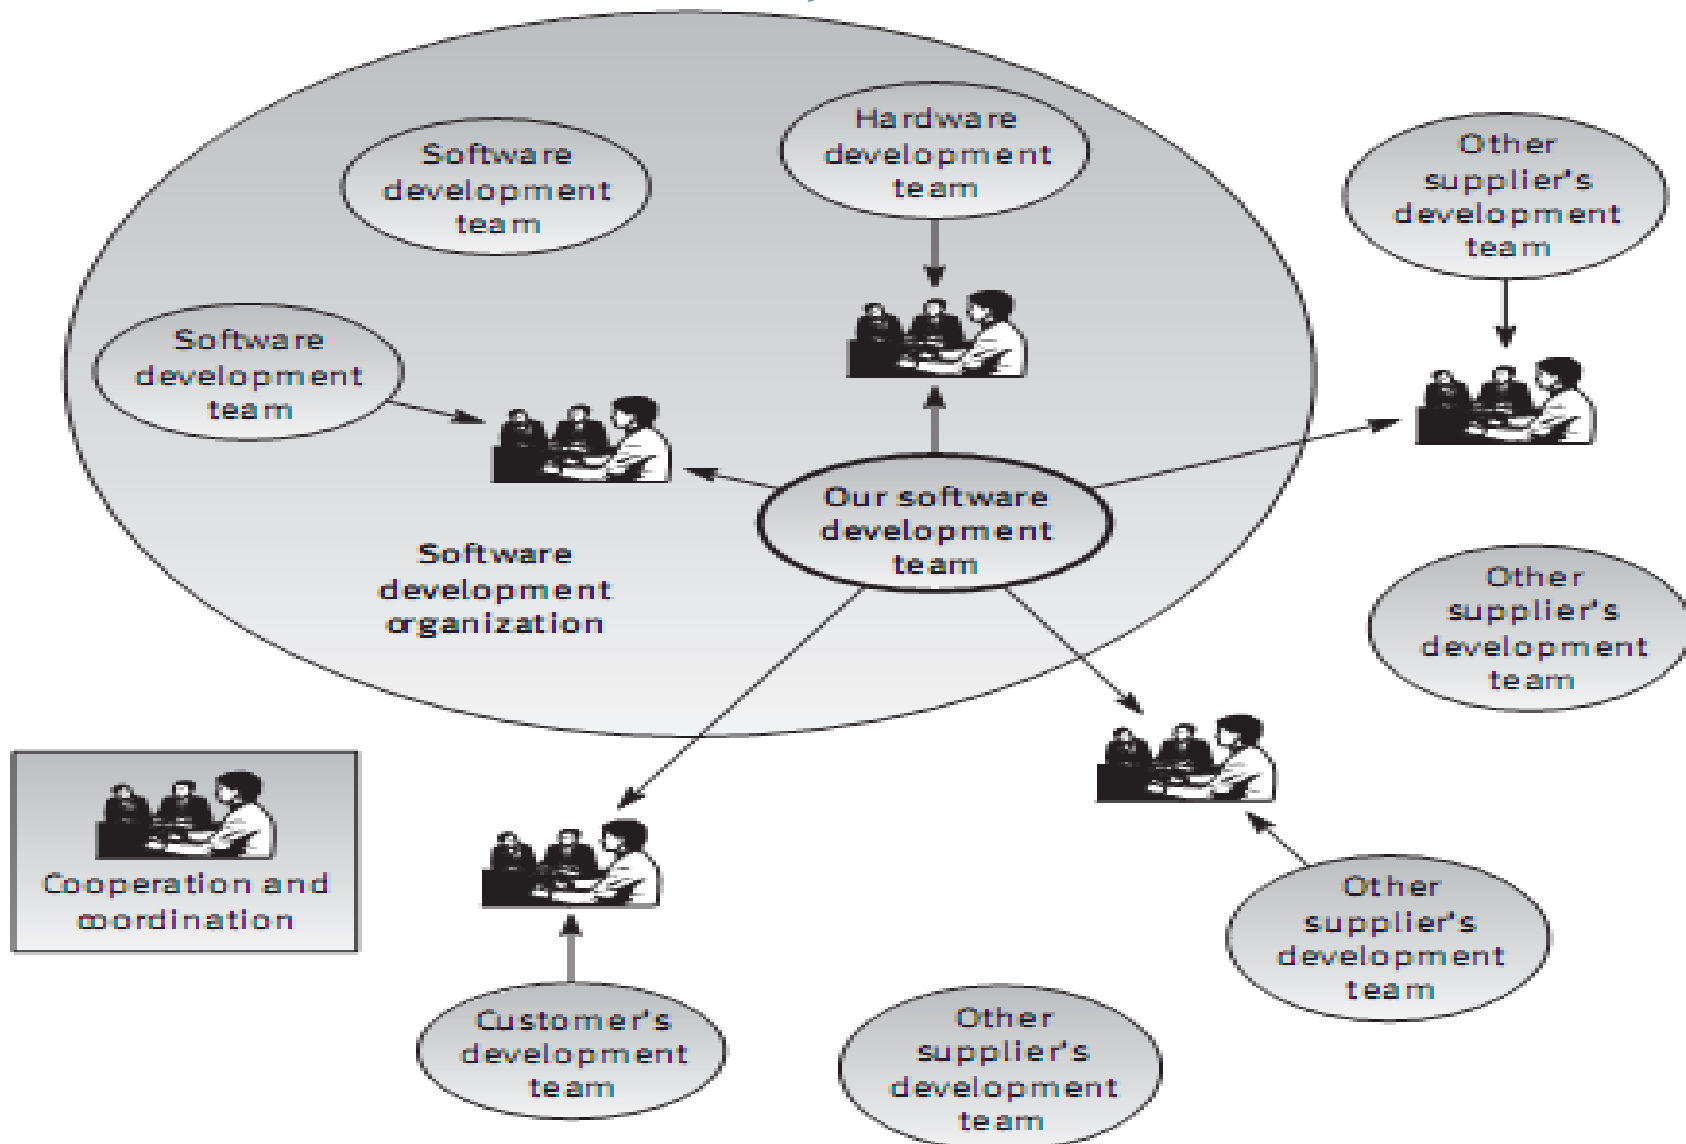 Hardware
development
team
Software
development
team
Other
supplier's
development
team
Software
development
team
Our software
development
team
Software
development
organization
Other
supplier's
development
team
Cooperation and
coordination
Other
supplier's
development
team
Customer's
development
team
Other
supplier's
development
team